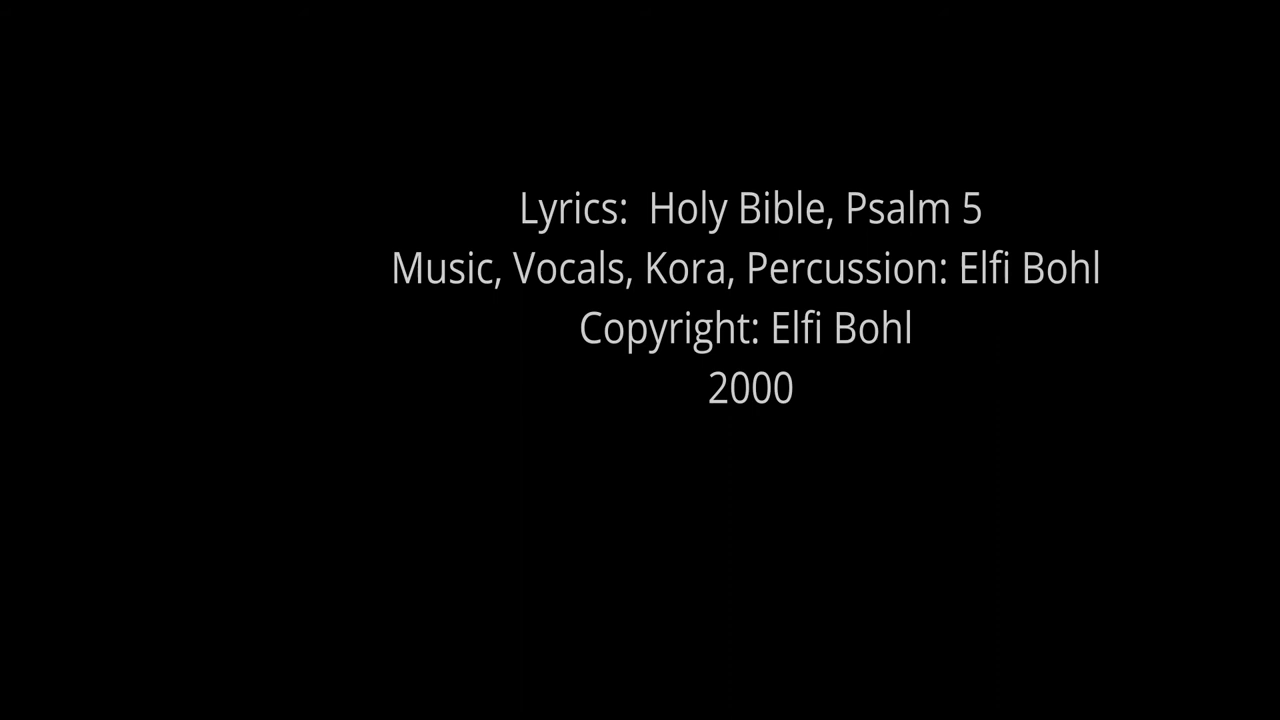 Lyrics:  Holy Bible, Psalm 5
Music, Vocals, Kora, Percussion: Elfi Bohl
Copyright: Elfi Bohl
2000